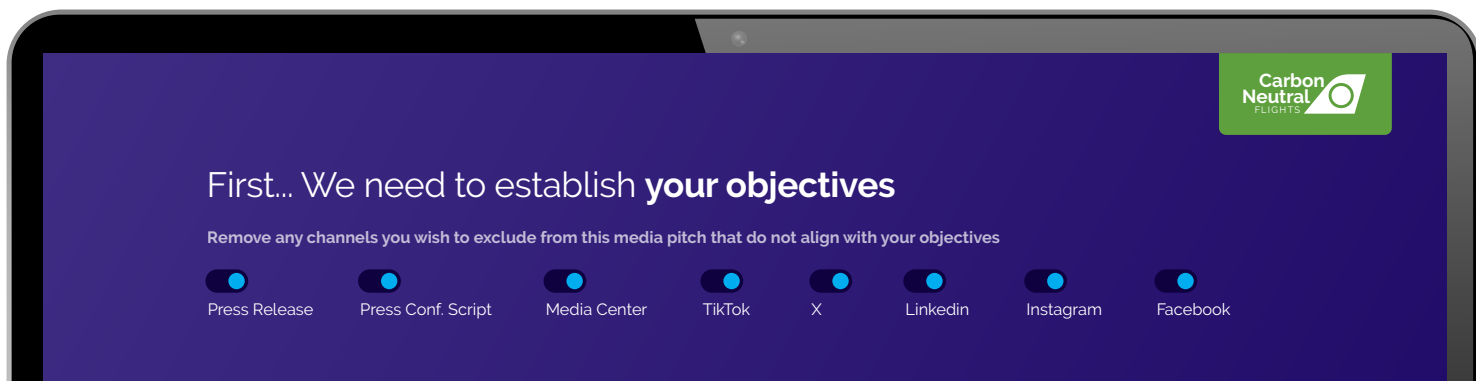 Carbon
Neutral
FLIGHTS
First... We need to establish your objectives
Remove any channels you wish to exclude from this media pitch that do not align with your objectives
Press Release Press Conf. Script Media Center TikTok X Linkedin Instagram Facebook